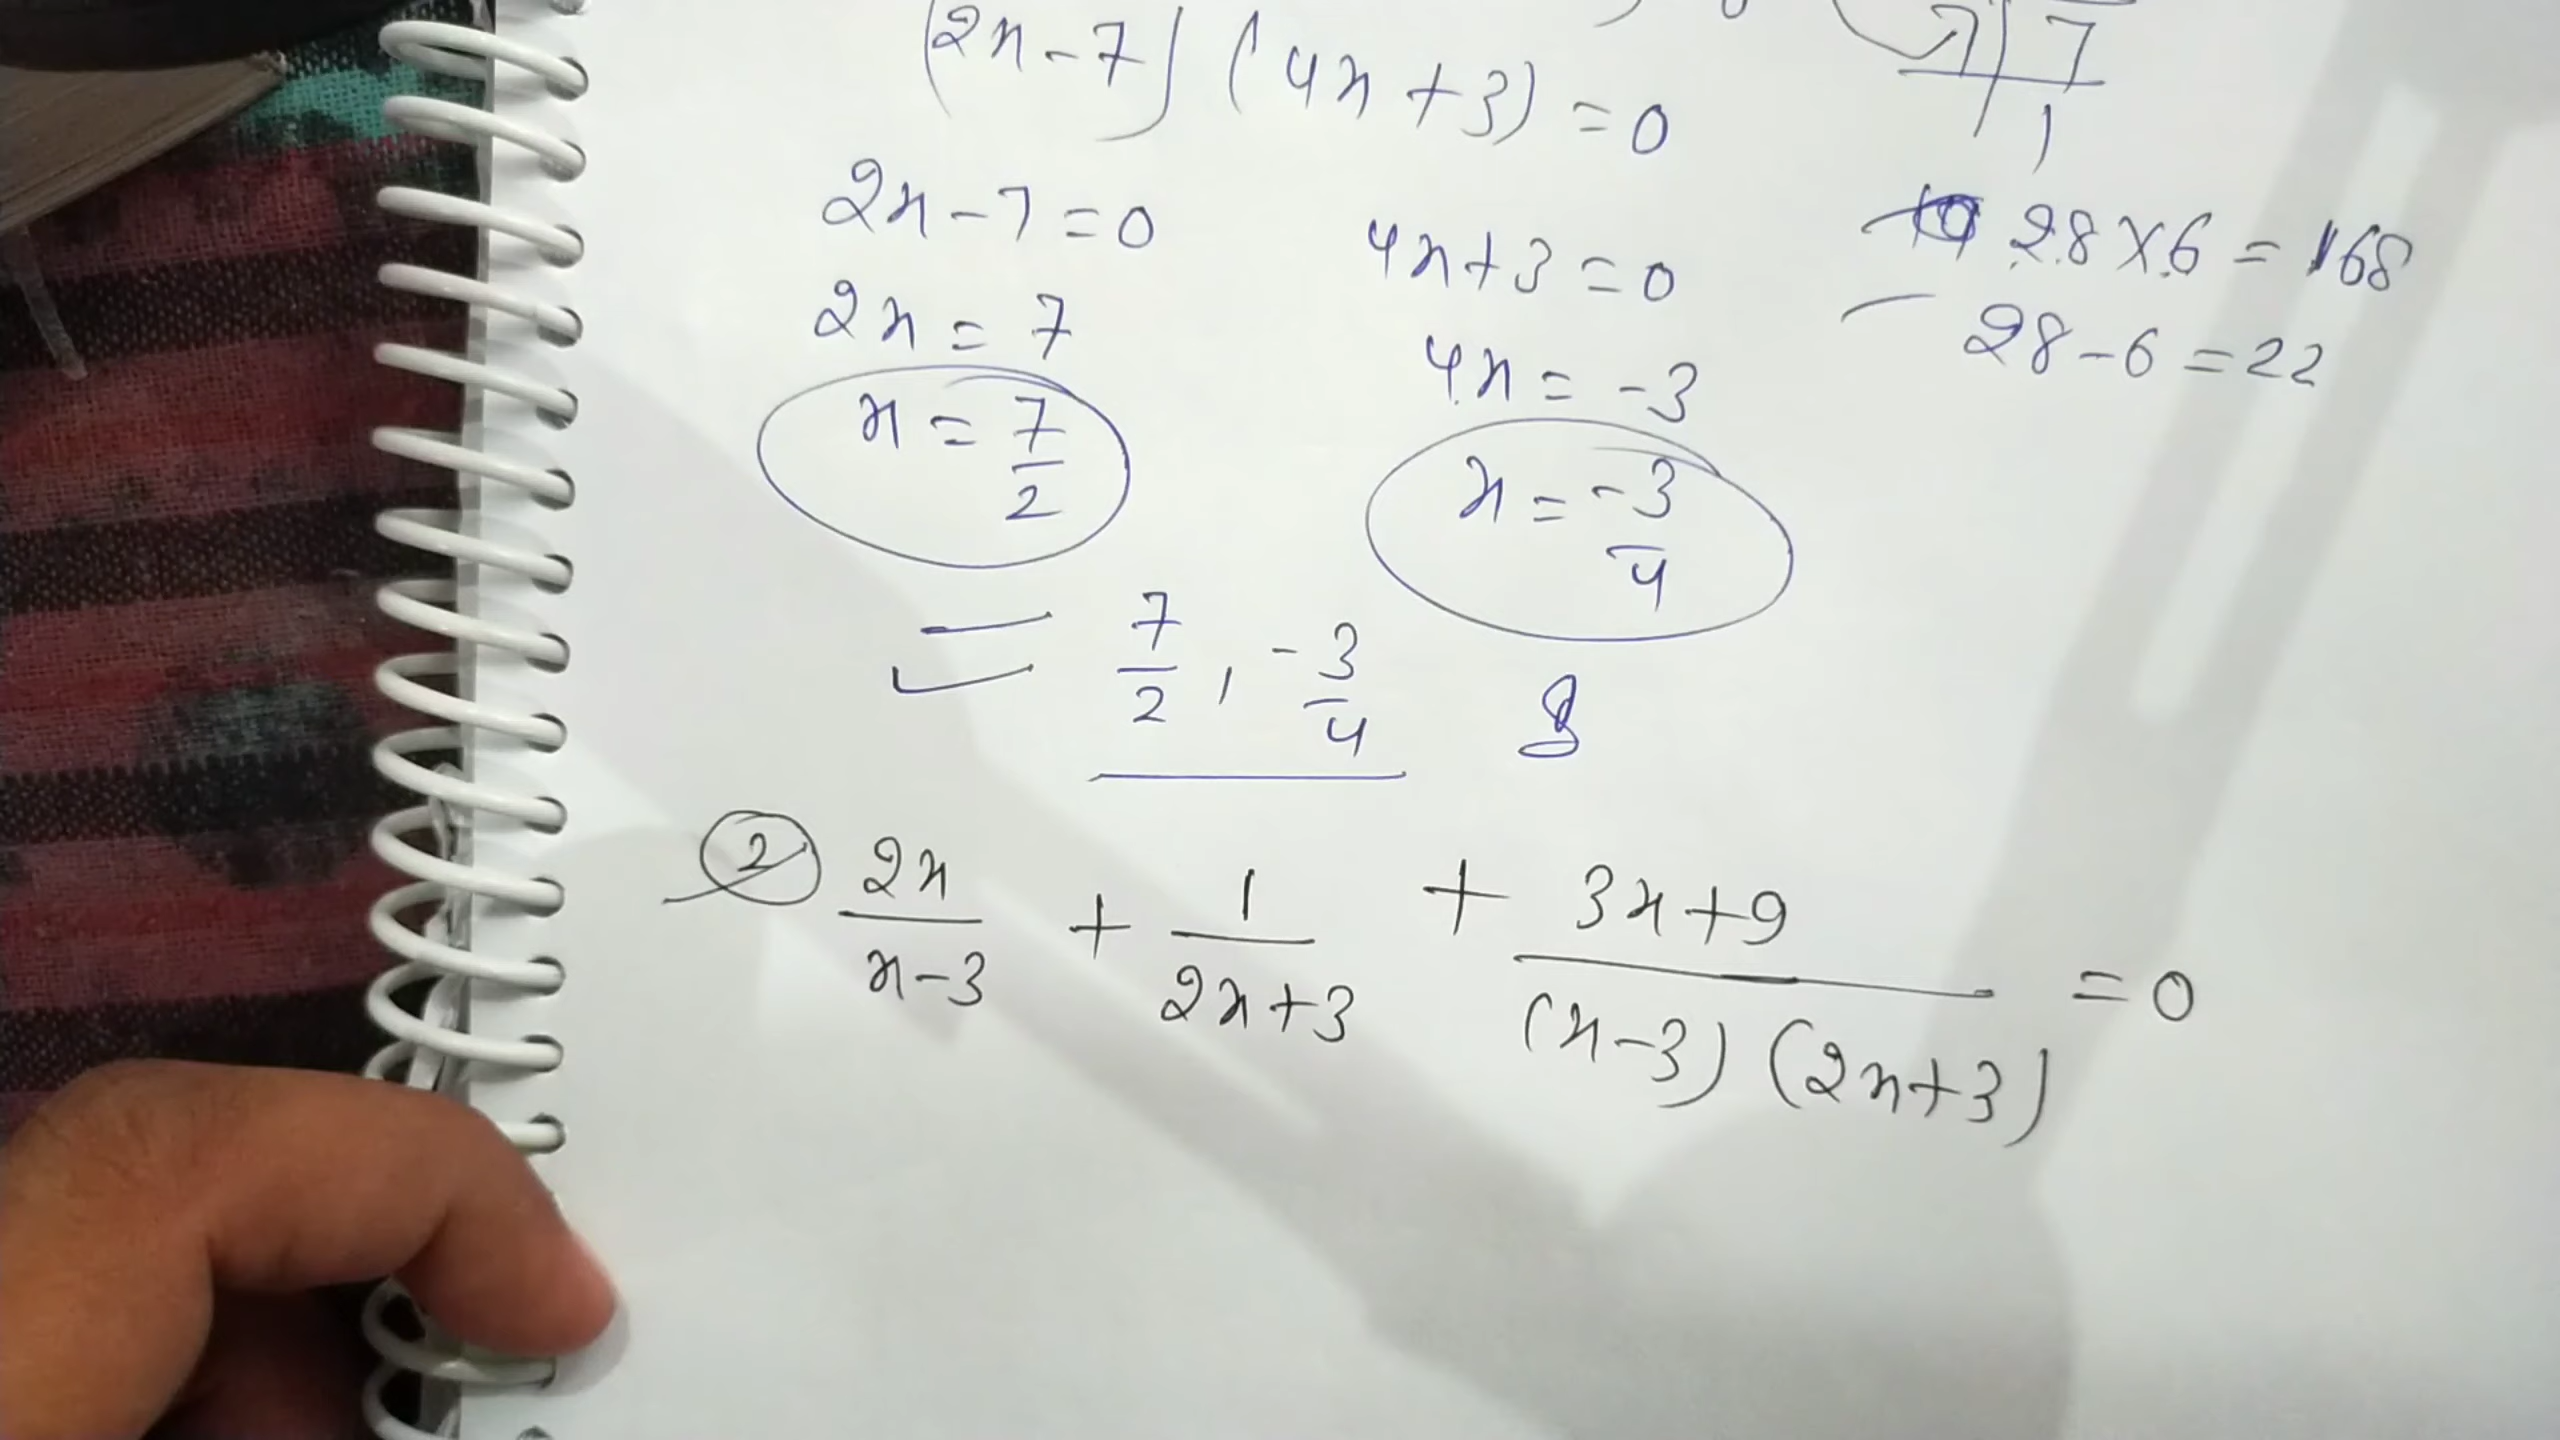 (2x-7) (4x+3) = 0
7 | 7
1
2x-7=0
4x+3=0
28×6=168
2x=7
4x=-3
28-6=22
x=7/2
x=-3/4
7/2, -3/4
② 2x/(x-3) + 1/(2x+3) + (3x+9)/((x-3)(2x+3)) = 0